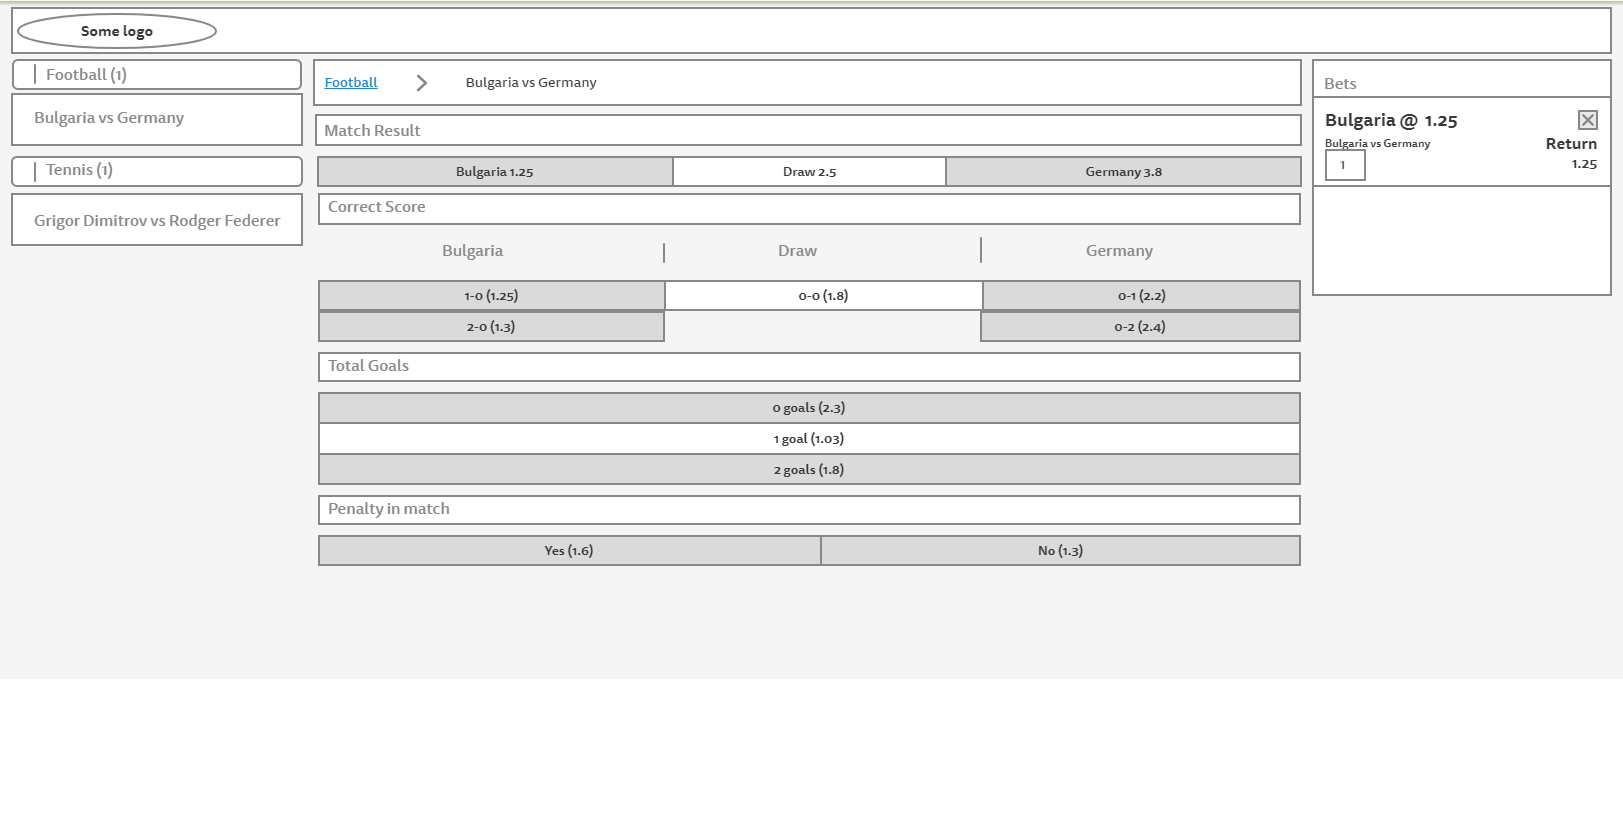 Some logo
Football (1)
Bulgaria vs Germany
Tennis (1)
Grigor Dimitrov vs Rodger Federer
Football Bulgaria vs Germany
Match Result
Bulgaria 1.25 Draw 2.5 Germany 3.8
Correct Score
Bulgaria Draw Germany
1-0 (1.25) 0-0 (1.8) 0-1 (2.2)
2-0 (1.3) 0-2 (2.4)
Total Goals
0 goals (2.3)
1 goal (1.03)
2 goals (1.8)
Penalty in match
Yes (1.6) No (1.3)
Bets
Bulgaria @ 1.25
Bulgaria vs Germany Return
1 1.25